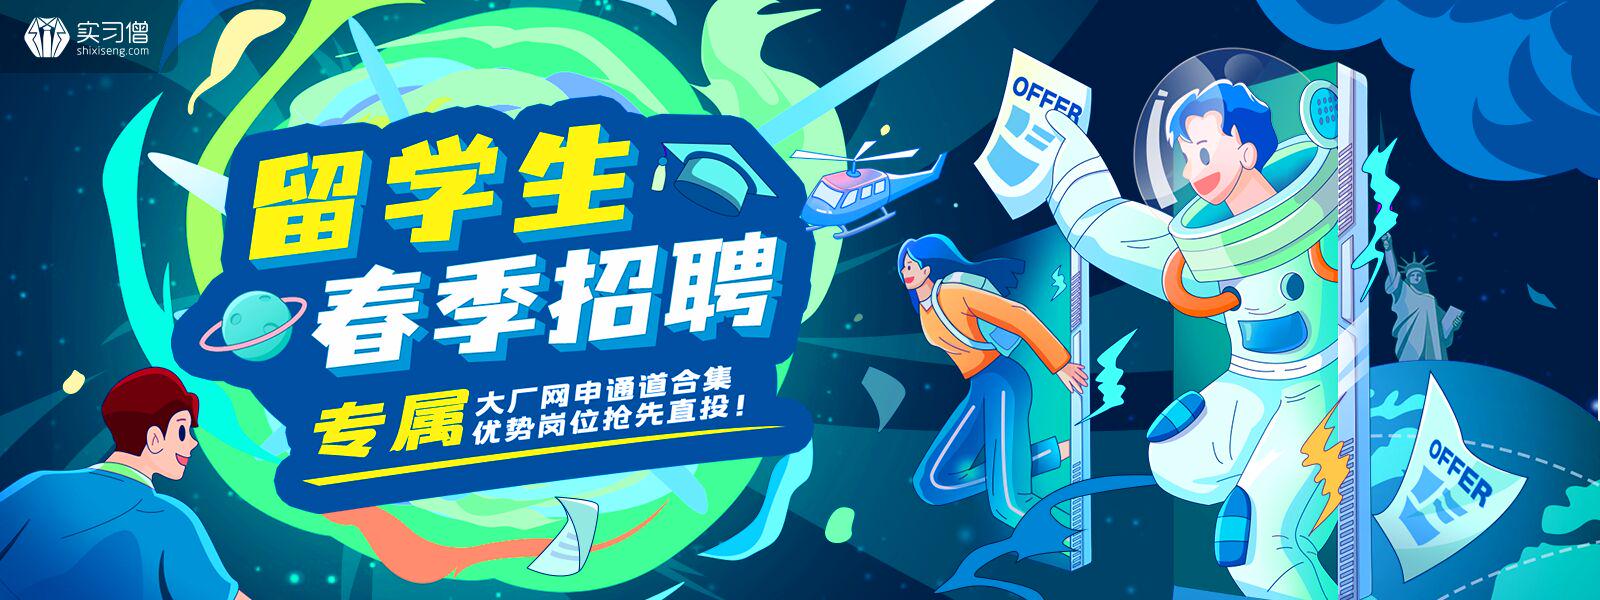 实习僧
shixiseng.com
留学生
春季招聘
专属
大厂网申通道合集
优势岗位抢先直投！
OFFER
OFFER